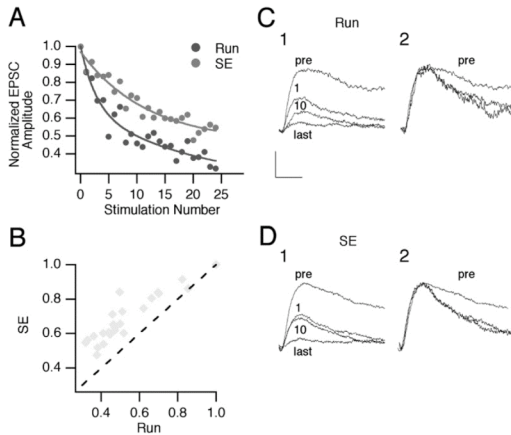 A
Run
SE
1.0
0.9
0.8
0.7
0.6
0.5
0.4
Normalized EPSC
Amplitude
0 5 10 15 20 25
Stimulation Number
B
1.0
0.8
0.6
0.4
SE
0.4 0.6 0.8 1.0
Run
C
Run
1
2
pre
1
10
last
pre
D
SE
1
2
pre
1
10
last
pre